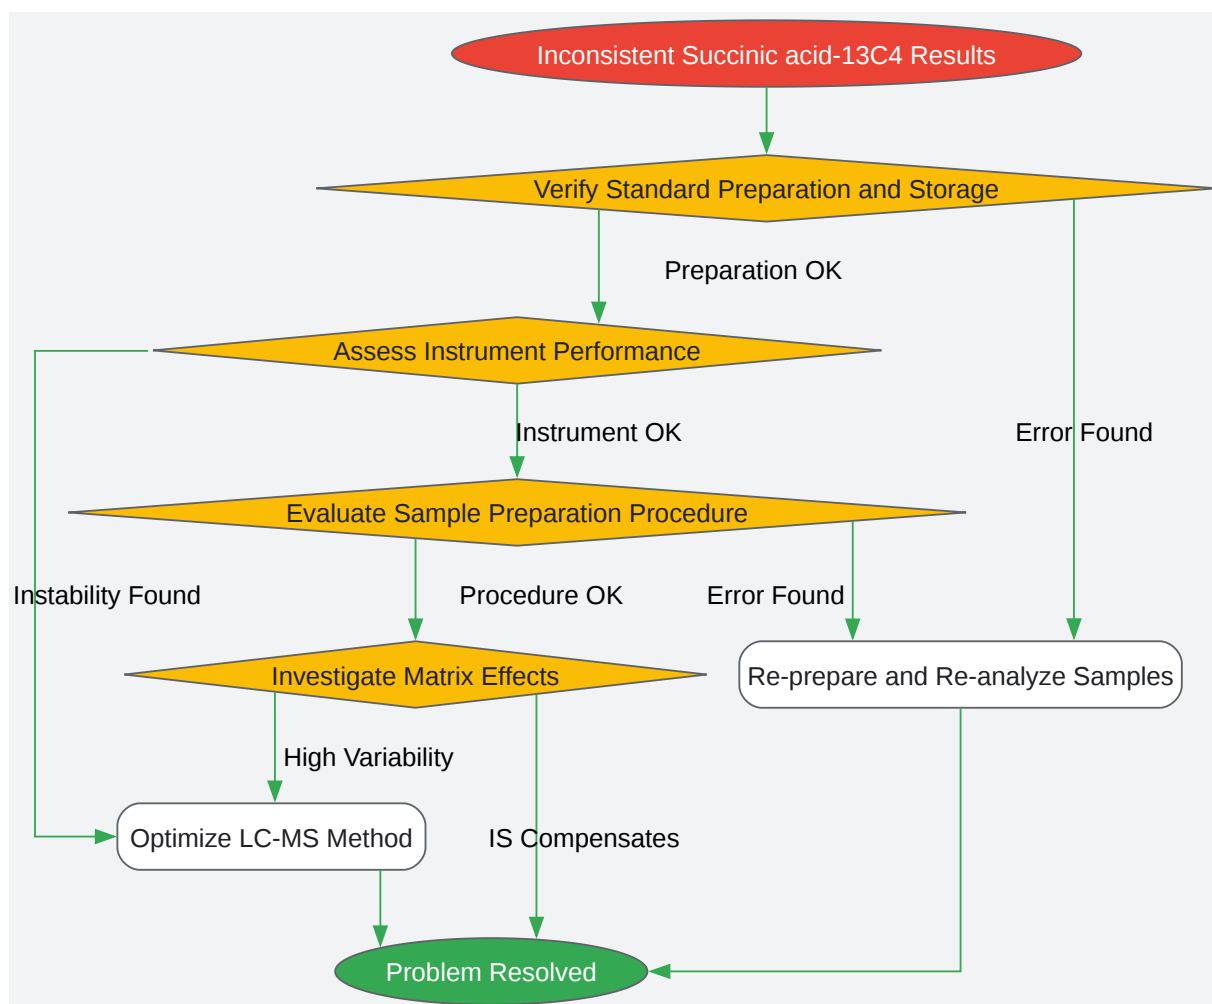 Inconsistent Succinic acid-13C4 Results
Verify Standard Preparation and Storage
Preparation OK
Assess Instrument Performance
Instrument OK
Error Found
Evaluate Sample Preparation Procedure
Instability Found
Procedure OK
Error Found
Investigate Matrix Effects
Re-prepare and Re-analyze Samples
High Variability
Optimize LC-MS Method
IS Compensates
Problem Resolved